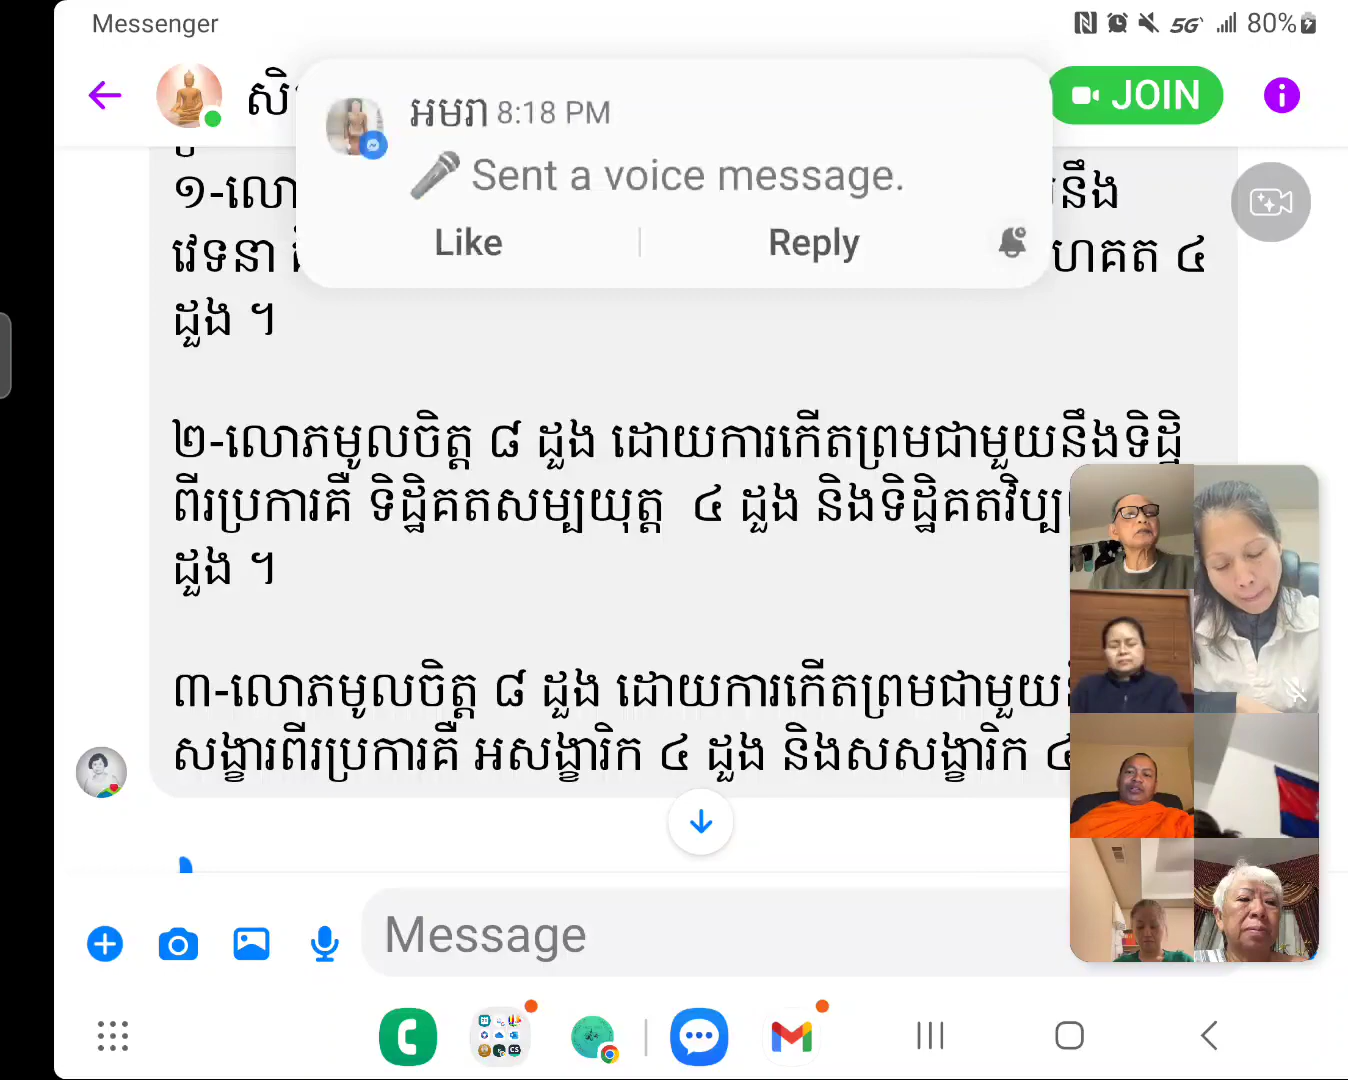 Messenger
5G 80%
សិ
JOIN
អមរា 8:18 PM
Sent a voice message.
Like Reply
១-លោ នឹង
វេទនា ហគត ៤
ដួង ។
២-លោភមូលចិត្ត ៨ ដួង ដោយការកើតព្រមជាមួយនឹងទិដ្ឋិ
ពីរប្រការគឺ ទិដ្ឋិគតសម្បយុត្ត ៤ ដួង និងទិដ្ឋិគតវិប្ប
ដួង ។
៣-លោភមូលចិត្ត ៨ ដួង ដោយការកើតព្រមជាមួយ
សង្ខារពីរប្រការគឺ អសង្ខារិក ៤ ដួង និងសសង្ខារិក ៤
Message